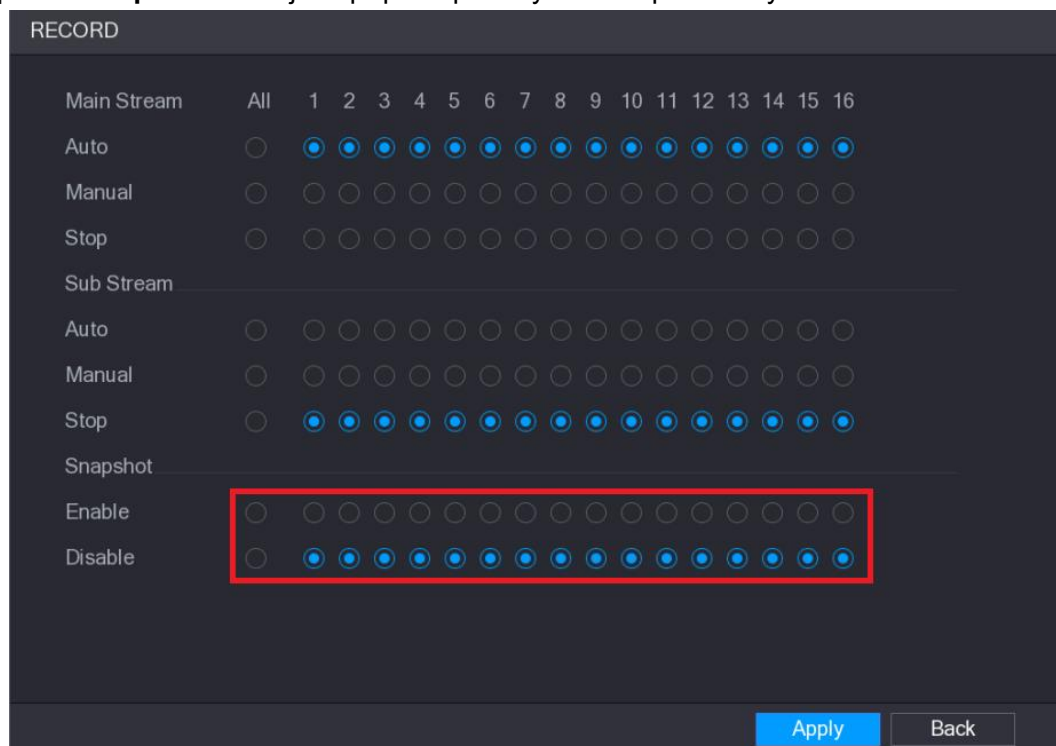 RECORD
Main Stream All 1 2 3 4 5 6 7 8 9 10 11 12 13 14 15 16
Auto
Manual
Stop
Sub Stream
Auto
Manual
Stop
Snapshot
Enable
Disable
Apply Back